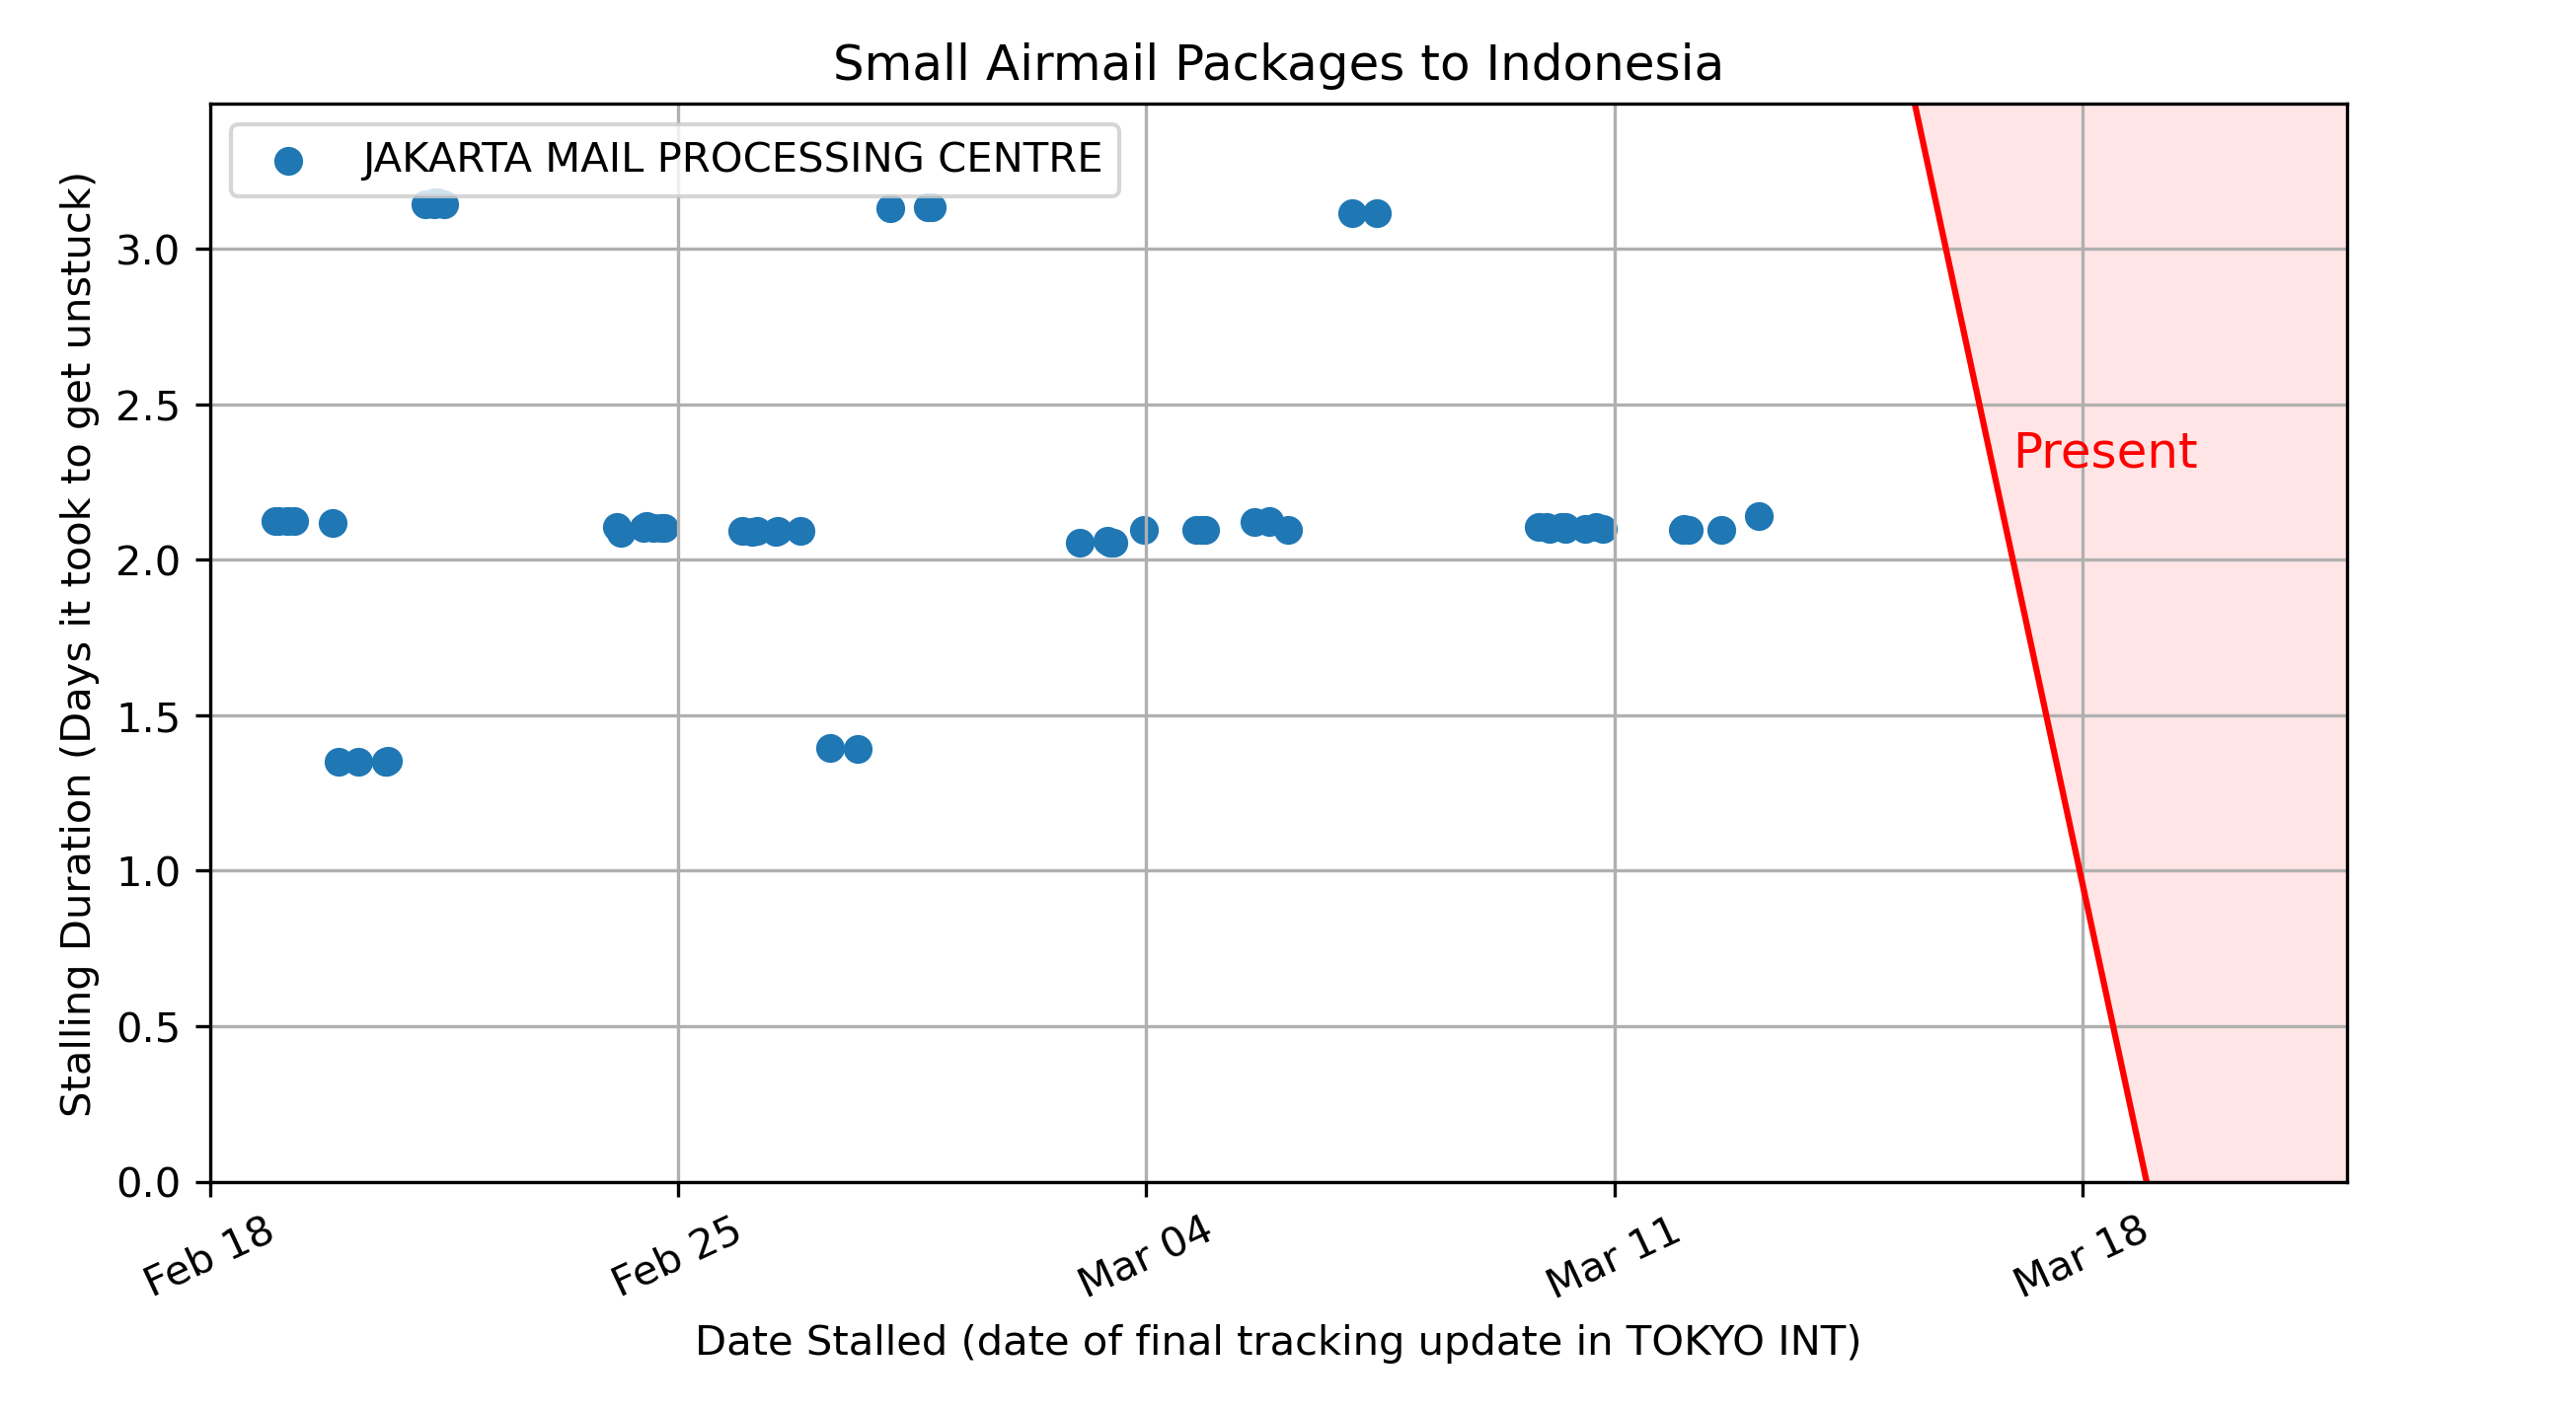 Small Airmail Packages to Indonesia
JAKARTA MAIL PROCESSING CENTRE
Stalling Duration (Days it took to get unstuck)
3.0
2.5
2.0
1.5
1.0
0.5
0.0
Present
Feb 18
Feb 25
Mar 04
Mar 11
Mar 18
Date Stalled (date of final tracking update in TOKYO INT)